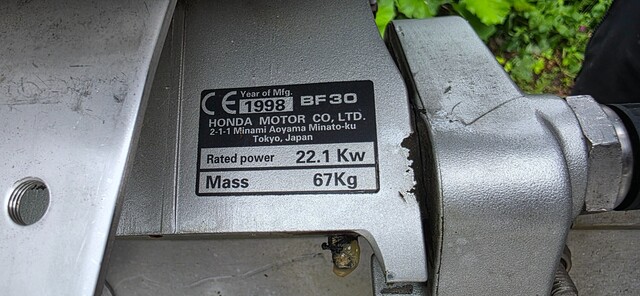 CE Year of Mfg. 1998 BF30
HONDA MOTOR CO, LTD.
2-1-1 Minami Aoyama Minato-ku
Tokyo, Japan
Rated power 22.1 Kw
Mass 67Kg